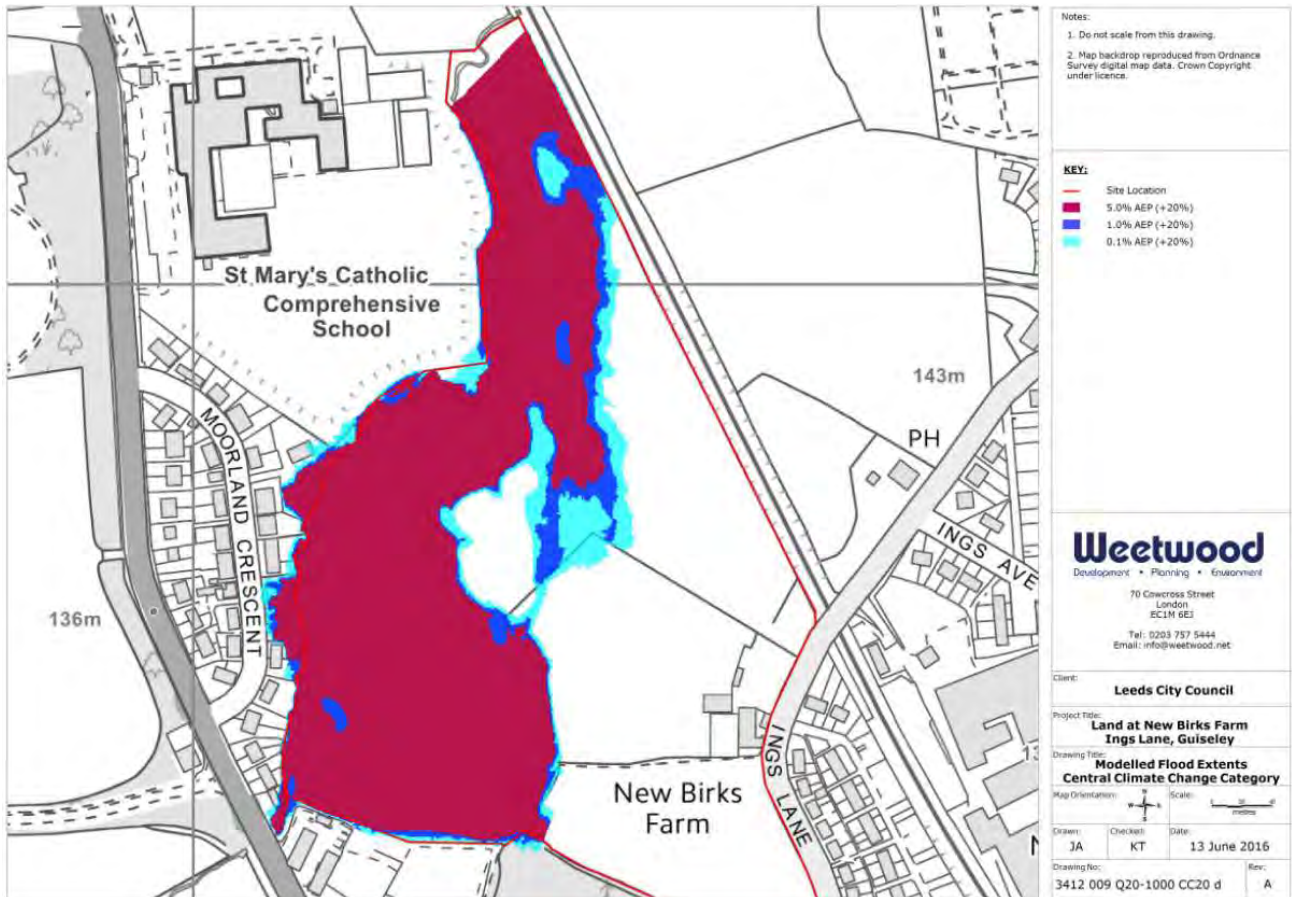 St Mary's Catholic
Comprehensive
School
MOORLAND CRESCENT
136m
143m
PH
INGS AVE
INGS LANE
New Birks
Farm
Notes:
1. Do not scale from this drawing.
2. Map backdrop reproduced from Ordnance
Survey digital map data. Crown Copyright
under licence.
KEY:
Site Location
5.0% AEP (+20%)
1.0% AEP (+20%)
0.1% AEP (+20%)
Weetwood
Development • Planning • Environment
70 Cowcross Street
London
EC1M 6EJ
Tel: 0203 757 5444
Email: info@weetwood.net
Client:
Leeds City Council
Project Title:
Land at New Birks Farm
Ings Lane, Guiseley
Drawing Title:
Modelled Flood Extents
Central Climate Change Category
Map Orientation:
N
W E
S
Scale:
metres
Drawn:
JA
Checked:
KT
Date:
13 June 2016
Drawing No:
3412 009 Q20-1000 CC20 d
Rev:
A